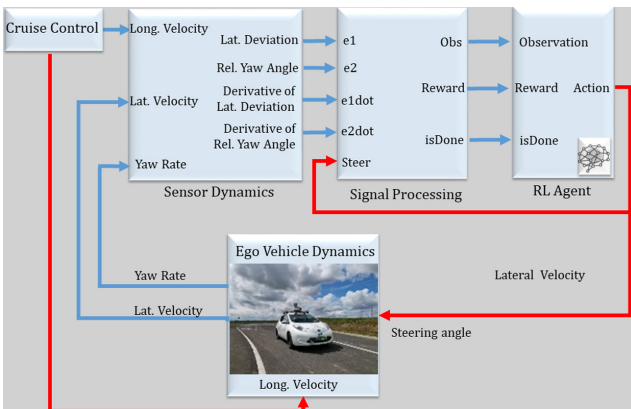 Cruise Control
Long. Velocity
Lat. Velocity
Yaw Rate
Lat. Deviation
Rel. Yaw Angle
Derivative of
Lat. Deviation
Derivative of
Rel. Yaw Angle
Sensor Dynamics
e1
e2
e1dot
e2dot
Steer
Obs
Reward
isDone
Signal Processing
Observation
Reward
isDone
Action
RL Agent
Ego Vehicle Dynamics
Yaw Rate
Lat. Velocity
Long. Velocity
Lateral Velocity
Steering angle